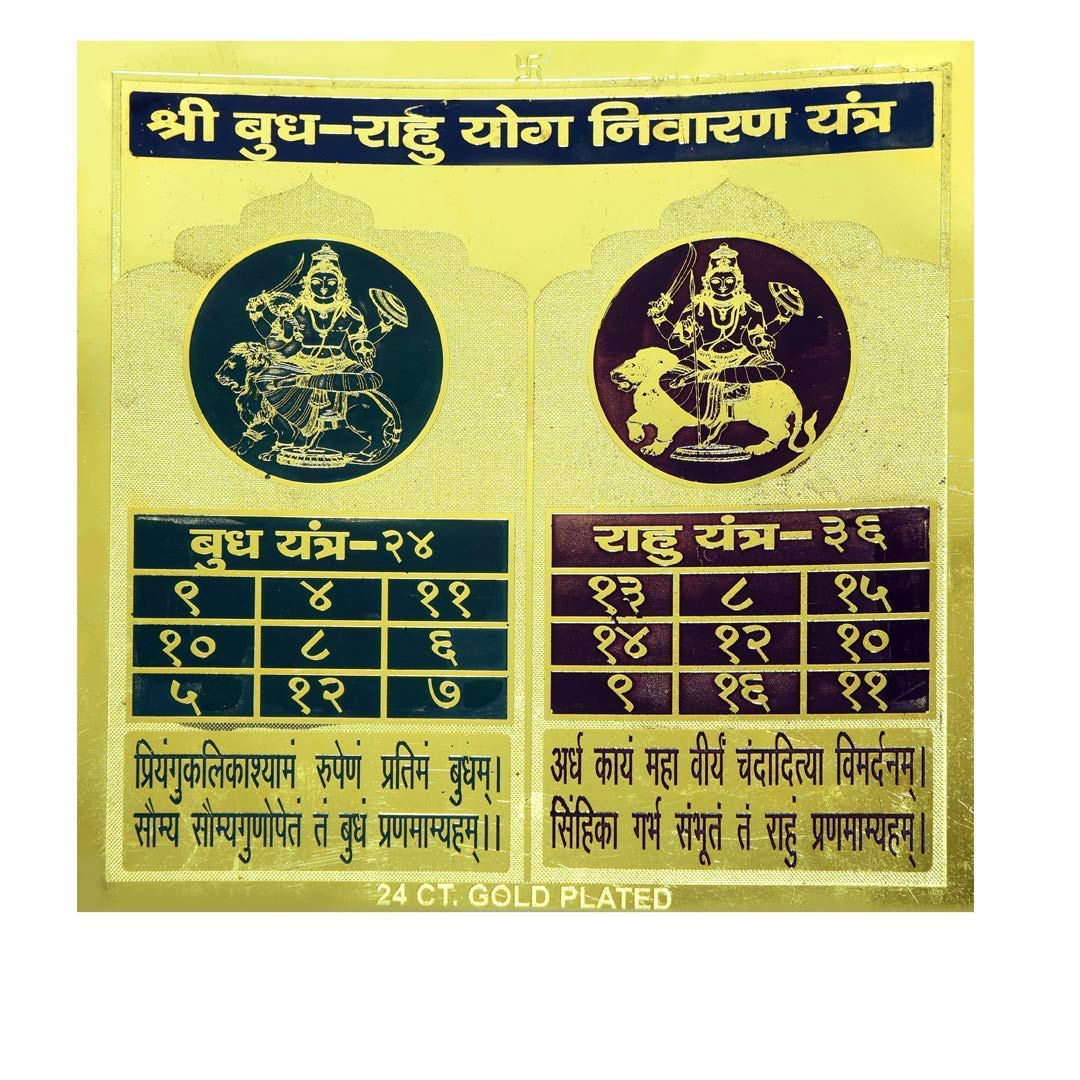 श्री बुध-राहु योग निवारण यंत्र
बुध यंत्र-२४
९ ४ ११
१० ८ ६
५ १२ ७
प्रियंगुकलिकाश्यामं रुपेणं प्रतिमं बुधम्।
सौम्य सौम्यगुणोपेतं तं बुधं प्रणमाम्यहम्।।
राहु यंत्र-३६
१३ ८ १५
१४ १२ १०
९ १६ ११
अर्ध कायं महा वीर्यं चंदादित्या विमर्दनम्।
सिंहिका गर्भ संभूतं तं राहुं प्रणमाम्यहम्।
24 CT. GOLD PLATED